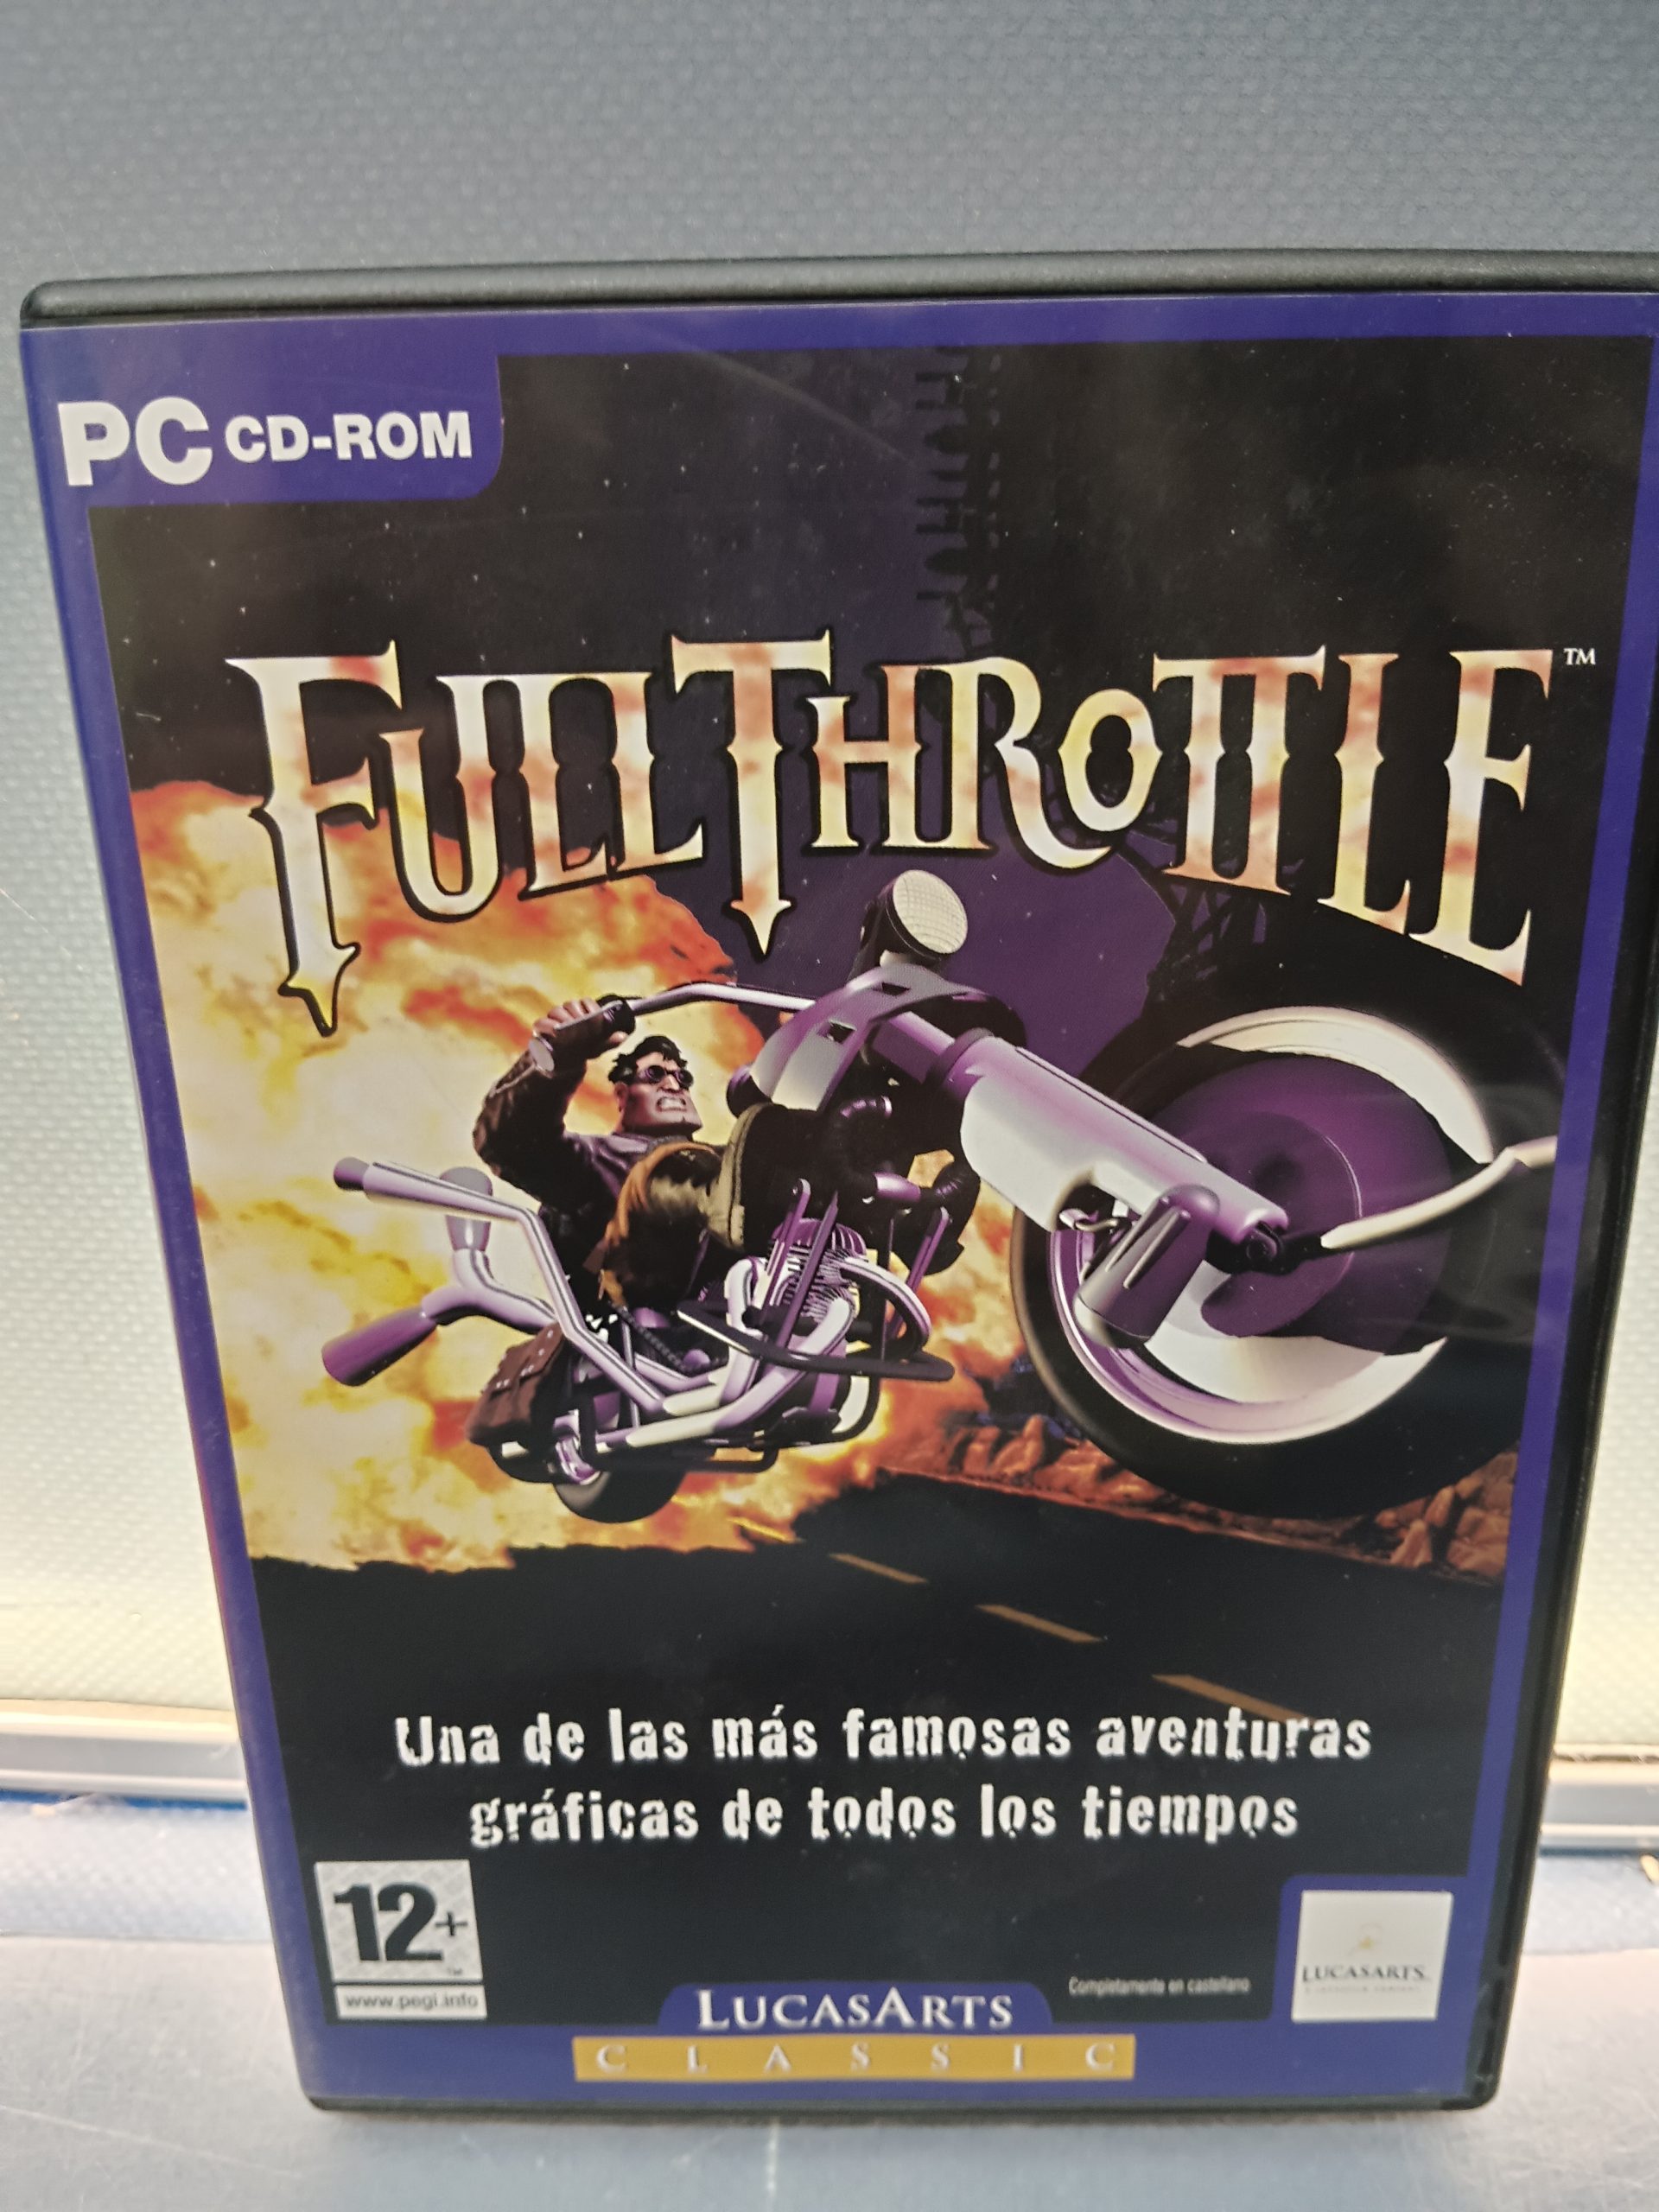 PC CD-ROM
FULL THROTTLE™
Una de las más famosas aventuras
gráficas de todos los tiempos
12+
www.pegi.info
Completamente en castellano
LUCASARTS
CLASSIC
LUCASARTS